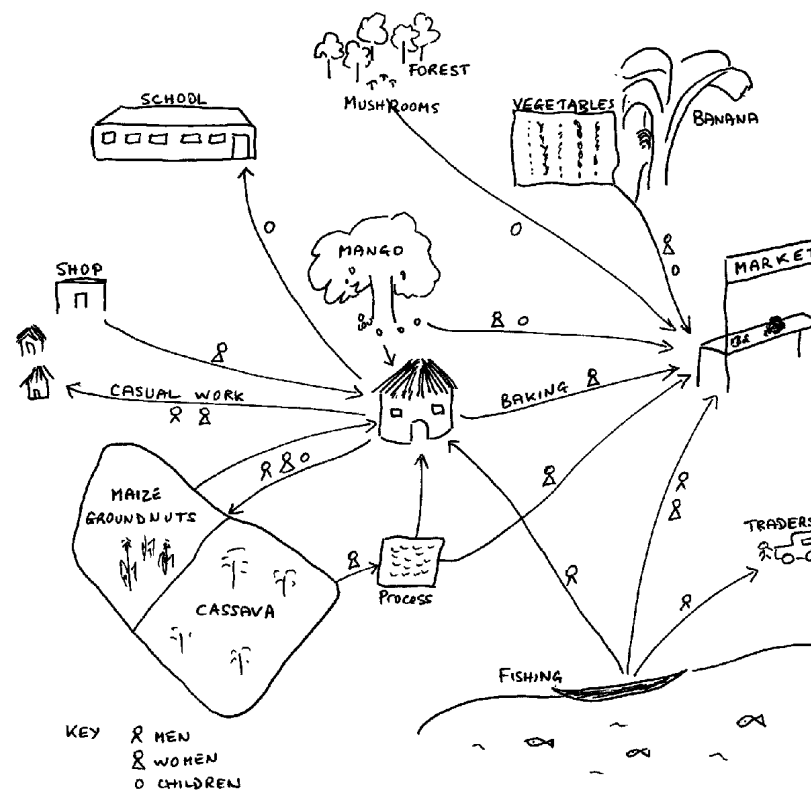 FOREST
MUSHROOMS
SCHOOL
VEGETABLES
BANANA
MANGO
MARKET
SHOP
CASUAL WORK
BAKING
MAIZE
GROUNDNUTS
CASSAVA
Process
TRADERS
FISHING
KEY
MEN
WOMEN
CHILDREN